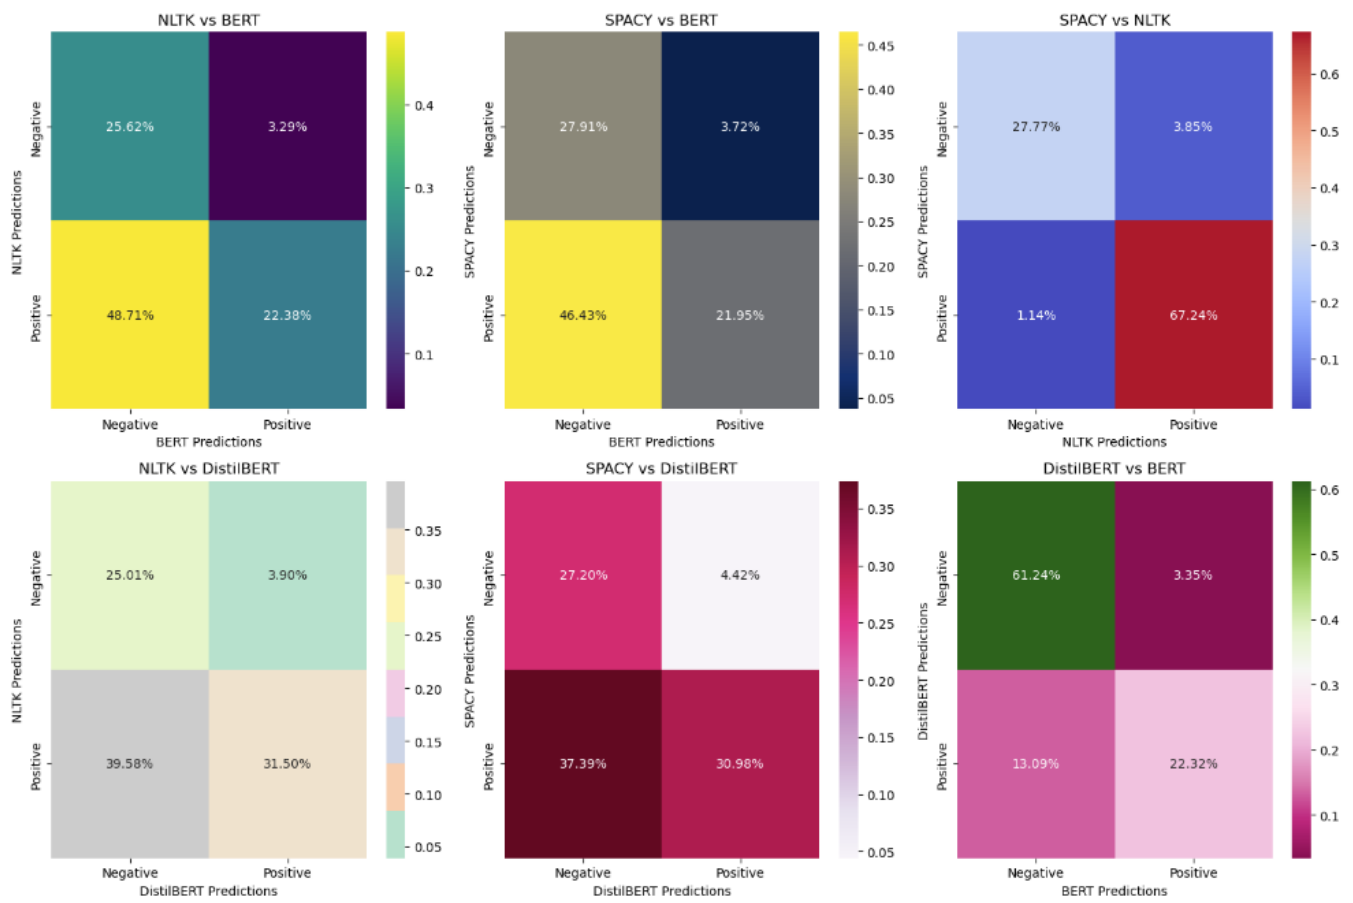 NLTK vs BERT
NLTK Predictions
Negative
Positive
25.62%
3.29%
48.71%
22.38%
Negative
Positive
BERT Predictions
0.4
0.3
0.2
0.1
SPACY vs BERT
SPACY Predictions
Negative
Positive
27.91%
3.72%
46.43%
21.95%
Negative
Positive
BERT Predictions
0.45
0.40
0.35
0.30
0.25
0.20
0.15
0.10
0.05
SPACY vs NLTK
SPACY Predictions
Negative
Positive
27.77%
3.85%
1.14%
67.24%
Negative
Positive
NLTK Predictions
0.6
0.5
0.4
0.3
0.2
0.1
NLTK vs DistilBERT
NLTK Predictions
Negative
Positive
25.01%
3.90%
39.58%
31.50%
Negative
Positive
DistilBERT Predictions
0.35
0.30
0.25
0.20
0.15
0.10
0.05
SPACY vs DistilBERT
SPACY Predictions
Negative
Positive
27.20%
4.42%
37.39%
30.98%
Negative
Positive
DistilBERT Predictions
0.35
0.30
0.25
0.20
0.15
0.10
0.05
DistilBERT vs BERT
DistilBERT Predictions
Negative
Positive
61.24%
3.35%
13.09%
22.32%
Negative
Positive
BERT Predictions
0.6
0.5
0.4
0.3
0.2
0.1